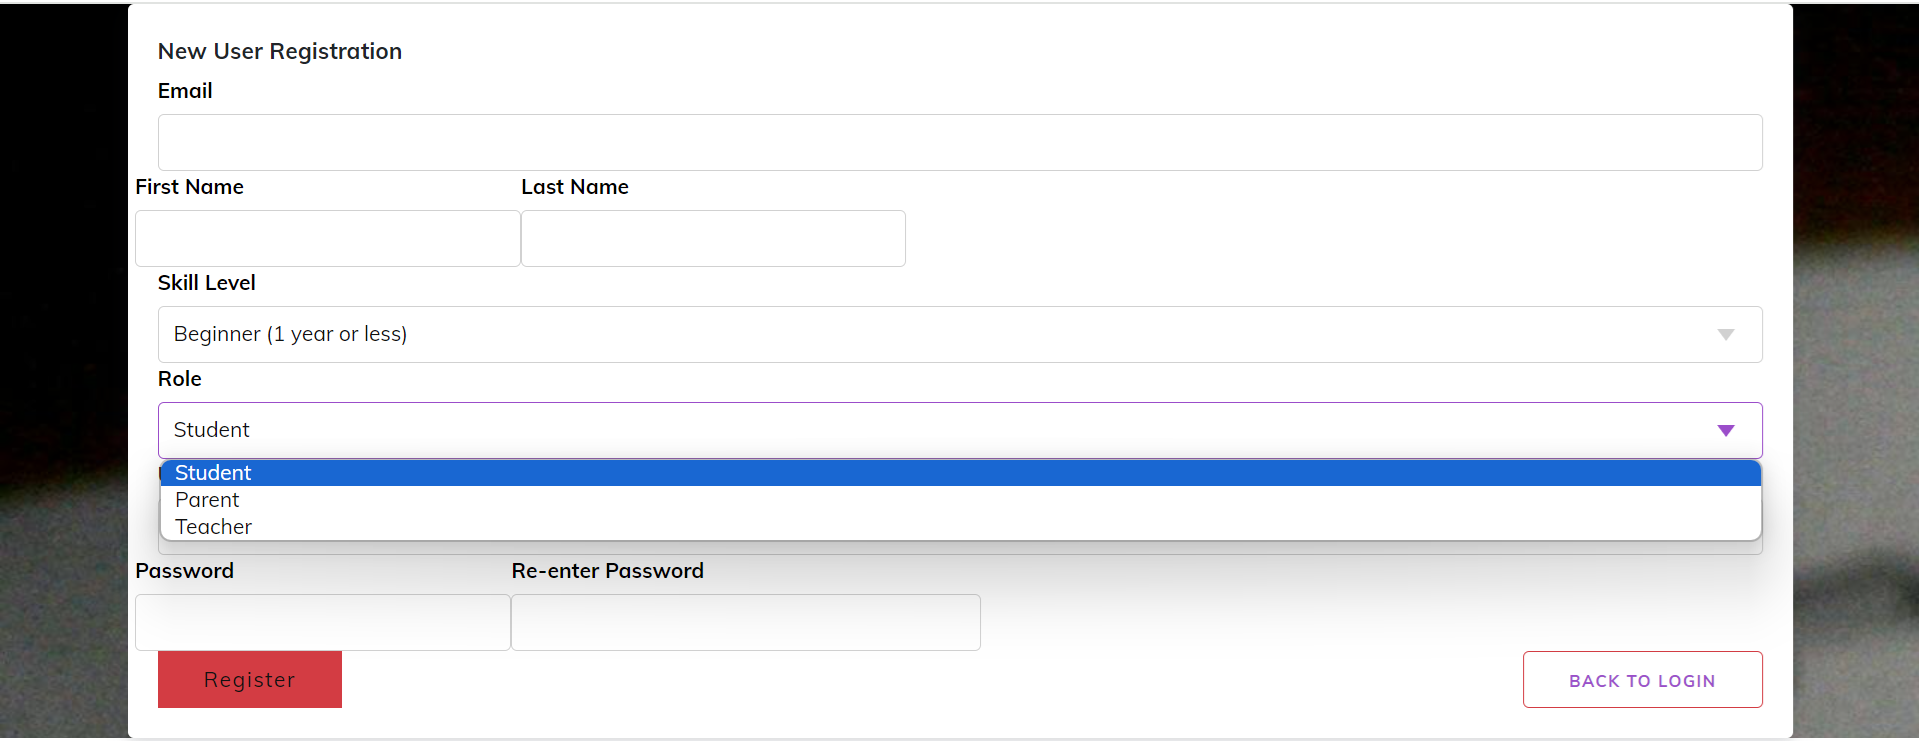 New User Registration
Email
First Name Last Name
Skill Level
Beginner (1 year or less)
Role
Student
Student
Parent
Teacher
Password Re-enter Password
Register BACK TO LOGIN